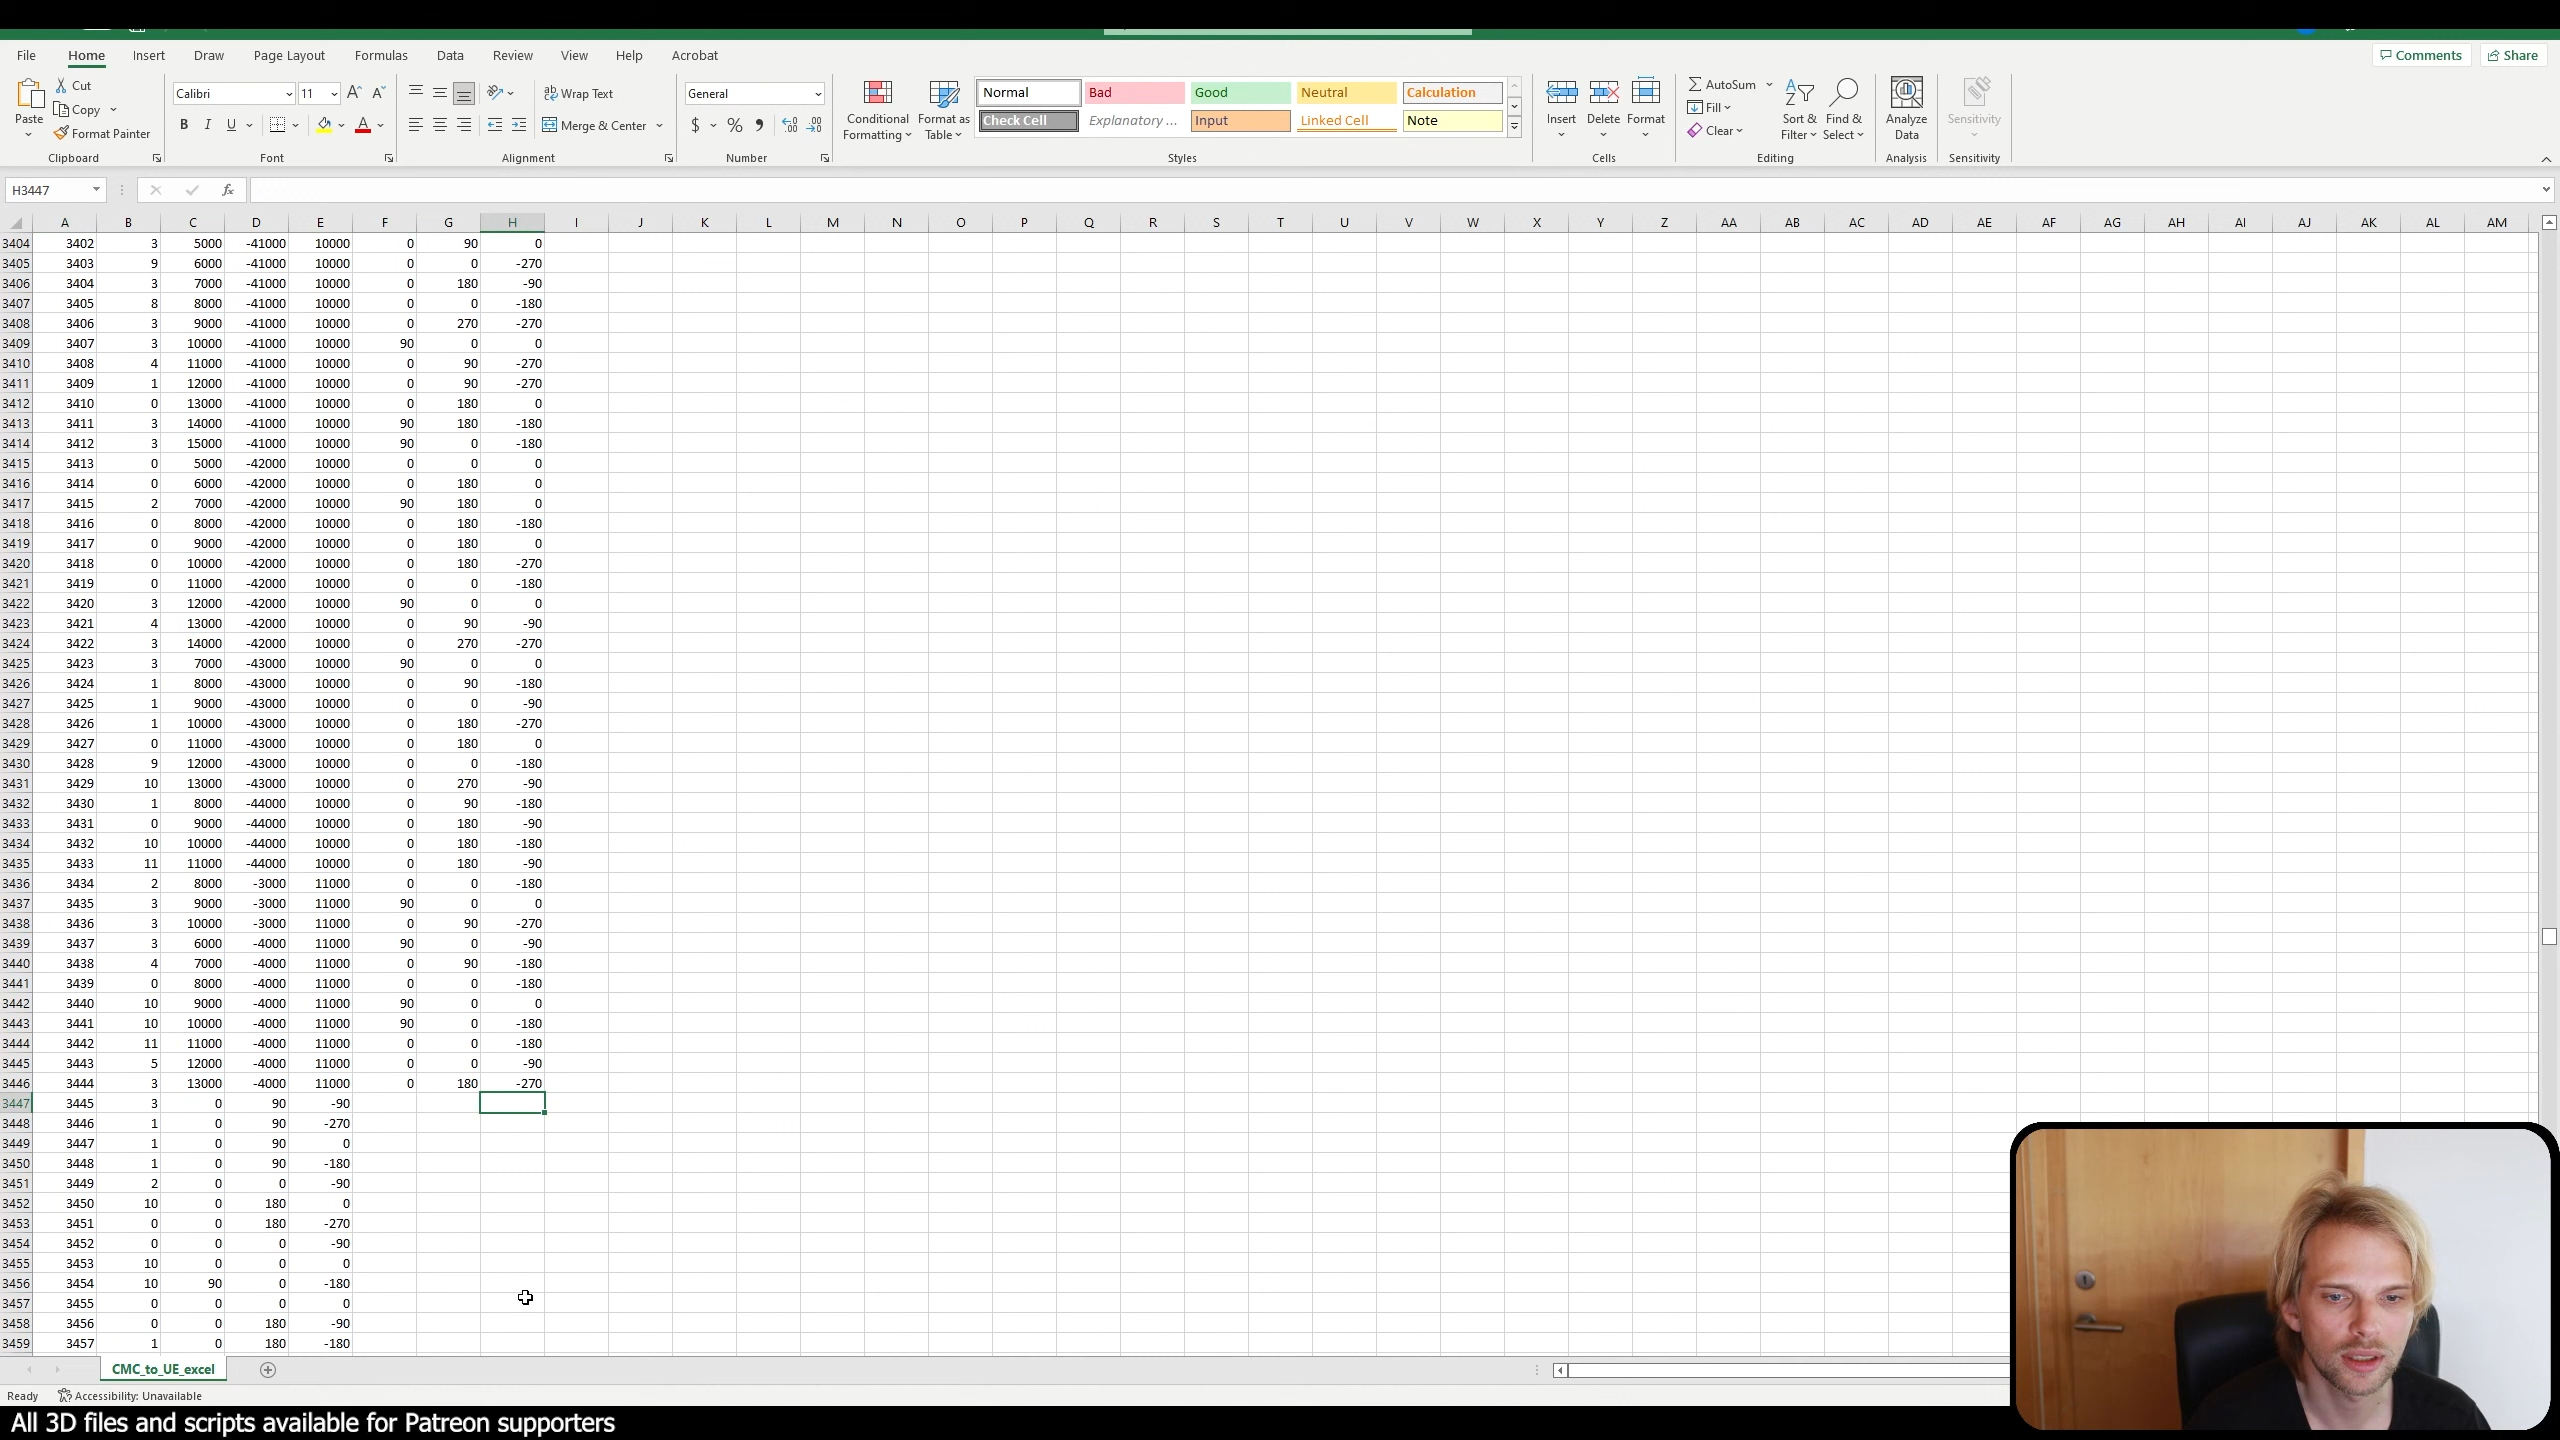 File Home Insert Draw Page Layout Formulas Data Review View Help Acrobat Comments Share
Paste Cut Copy Format Painter Clipboard
Calibri 11 B I U Font
Wrap Text Merge & Center Alignment
General $ % Number
Conditional Formatting Format as Table
Normal Bad Good Neutral Calculation
Check Cell Explanatory ... Input Linked Cell Note
Styles
Insert Delete Format Cells
AutoSum Fill Clear Sort & Filter Find & Select Editing
Analyze Data Analysis
Sensitivity Sensitivity
H3447 fx
A B C D E F G H I J K L M N O P Q R S T U V W X Y Z AA AB AC AD AE AF AG AH AI AJ AK AL AM
3404 3402 3 5000 -41000 10000 0 90 0
3405 3403 9 6000 -41000 10000 0 0 -270
3406 3404 3 7000 -41000 10000 0 180 -90
3407 3405 8 8000 -41000 10000 0 0 -180
3408 3406 3 9000 -41000 10000 0 270 -270
3409 3407 3 10000 -41000 10000 90 0 0
3410 3408 4 11000 -41000 10000 0 90 -270
3411 3409 1 12000 -41000 10000 0 90 -270
3412 3410 0 13000 -41000 10000 0 180 0
3413 3411 3 14000 -41000 10000 90 180 -180
3414 3412 3 15000 -41000 10000 90 0 -180
3415 3413 0 5000 -42000 10000 0 0 0
3416 3414 0 6000 -42000 10000 0 180 0
3417 3415 2 7000 -42000 10000 90 180 0
3418 3416 0 8000 -42000 10000 0 180 -180
3419 3417 0 9000 -42000 10000 0 180 0
3420 3418 0 10000 -42000 10000 0 180 -270
3421 3419 0 11000 -42000 10000 0 0 -180
3422 3420 3 12000 -42000 10000 90 0 0
3423 3421 4 13000 -42000 10000 0 90 -90
3424 3422 3 14000 -42000 10000 0 270 -270
3425 3423 3 7000 -43000 10000 90 0 0
3426 3424 1 8000 -43000 10000 0 90 -180
3427 3425 1 9000 -43000 10000 0 0 -90
3428 3426 1 10000 -43000 10000 0 180 -270
3429 3427 0 11000 -43000 10000 0 180 0
3430 3428 9 12000 -43000 10000 0 0 -180
3431 3429 10 13000 -43000 10000 0 270 -90
3432 3430 1 8000 -44000 10000 0 90 -180
3433 3431 0 9000 -44000 10000 0 180 -90
3434 3432 10 10000 -44000 10000 0 180 -180
3435 3433 11 11000 -44000 10000 0 180 -90
3436 3434 2 8000 -3000 11000 0 0 -180
3437 3435 3 9000 -3000 11000 90 0 0
3438 3436 3 10000 -3000 11000 0 90 -270
3439 3437 3 6000 -4000 11000 90 0 -90
3440 3438 4 7000 -4000 11000 0 90 -180
3441 3439 0 8000 -4000 11000 0 0 -180
3442 3440 10 9000 -4000 11000 90 0 0
3443 3441 10 10000 -4000 11000 90 0 -180
3444 3442 11 11000 -4000 11000 0 0 -180
3445 3443 5 12000 -4000 11000 0 0 -90
3446 3444 3 13000 -4000 11000 0 180 -270
3447 3445 3 0 90 -90
3448 3446 1 0 90 -270
3449 3447 1 0 90 0
3450 3448 1 0 90 -180
3451 3449 2 0 0 -90
3452 3450 10 0 180 0
3453 3451 0 0 180 -270
3454 3452 0 0 0 -90
3455 3453 10 0 0 0
3456 3454 10 90 0 -180
3457 3455 0 0 0 0
3458 3456 0 0 180 -90
3459 3457 1 0 180 -180
CMC_to_UE_excel
Ready Accessibility: Unavailable
All 3D files and scripts available for Patreon supporters